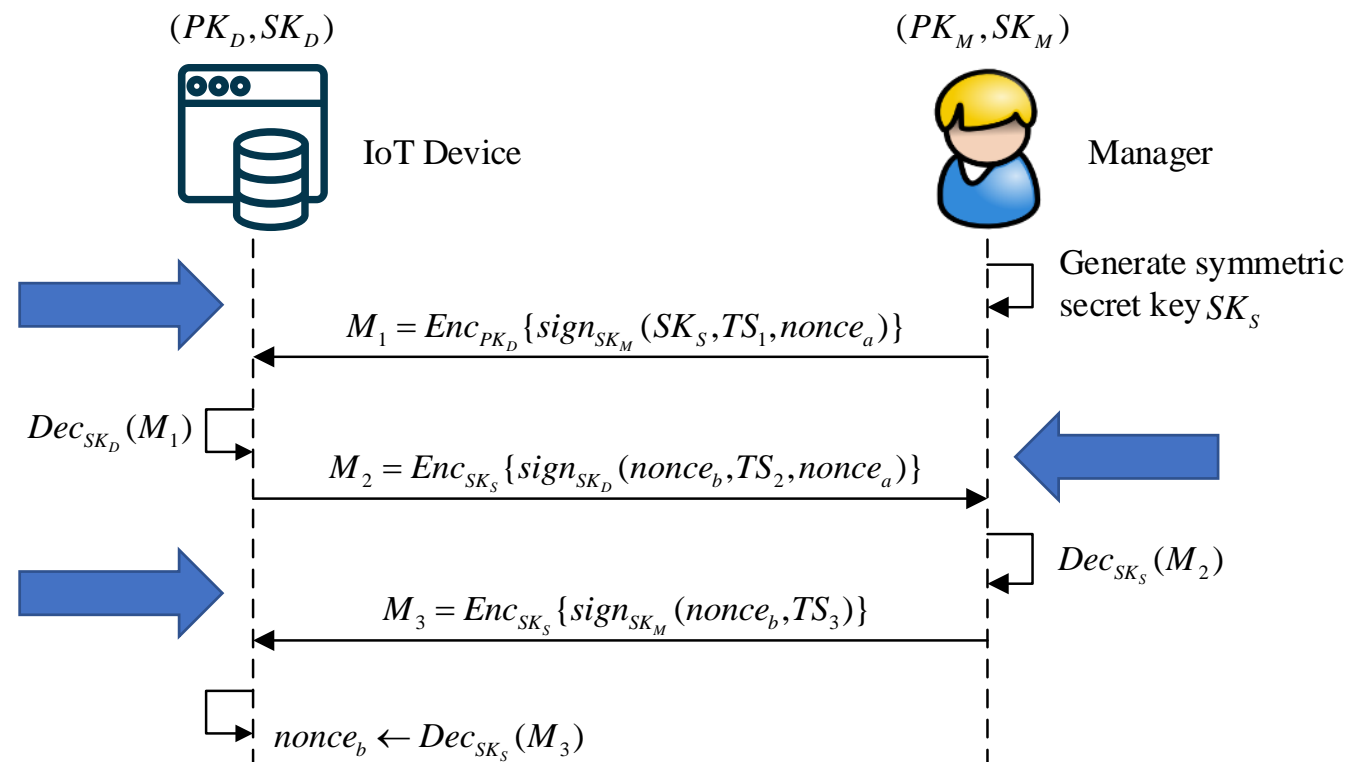 (PK_D, SK_D)
(PK_M, SK_M)
IoT Device
Manager
Generate symmetric
secret key SK_S
M_1 = Enc_{PK_D}{sign_{SK_M}(SK_S, TS_1, nonce_a)}
Dec_{SK_D}(M_1)
M_2 = Enc_{SK_S}{sign_{SK_D}(nonce_b, TS_2, nonce_a)}
Dec_{SK_S}(M_2)
M_3 = Enc_{SK_S}{sign_{SK_M}(nonce_b, TS_3)}
nonce_b ← Dec_{SK_S}(M_3)